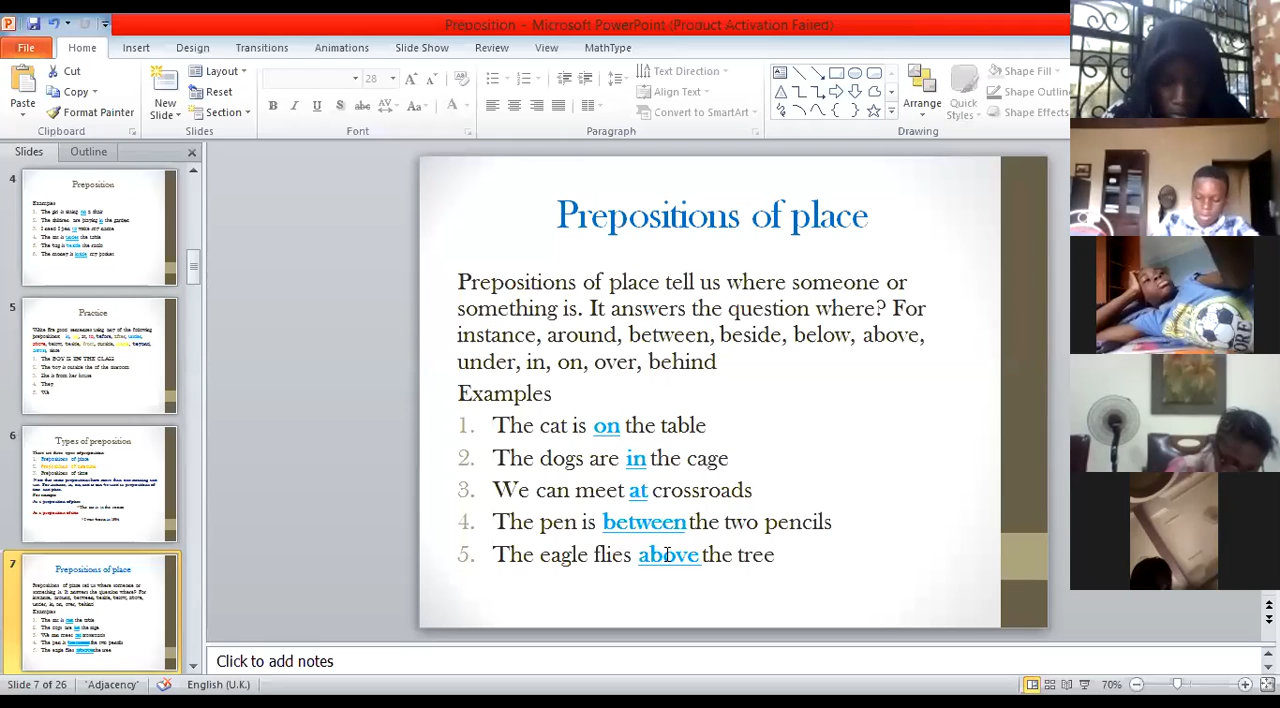 Preposition - Microsoft PowerPoint (Product Activation Failed)
File Home Insert Design Transitions Animations Slide Show Review View MathType
Paste
Cut
Copy
Format Painter
Clipboard
New
Slide
Layout
Reset
Section
Slides
28
Font
Text Direction
Align Text
Convert to SmartArt
Paragraph
Arrange
Quick
Styles
Shape Fill
Shape Outline
Shape Effects
Drawing
Slides Outline
4
Preposition
Examples
5
Practice
6
Types of preposition
7
Prepositions of place
Examples
Prepositions of place
Prepositions of place tell us where someone or
something is. It answers the question where? For
instance, around, between, beside, below, above,
under, in, on, over, behind
Examples
1. The cat is on the table
2. The dogs are in the cage
3. We can meet at crossroads
4. The pen is between the two pencils
5. The eagle flies above the tree
Click to add notes
Slide 7 of 26 "Adjacency" English (U.K.) 70%